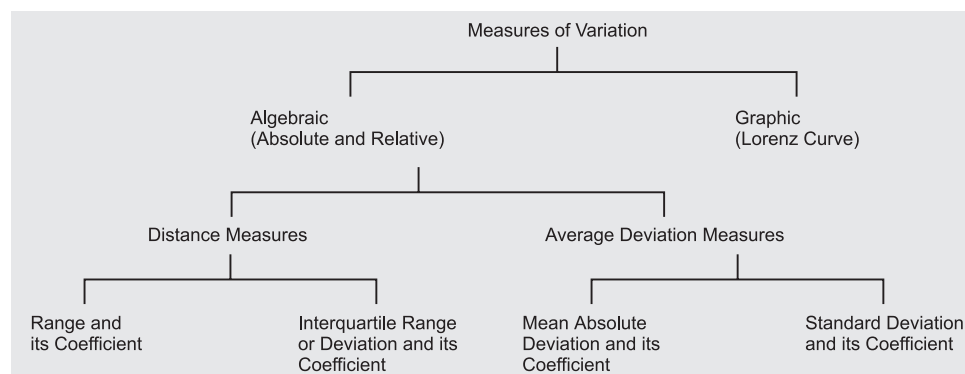 Measures of Variation
Algebraic
(Absolute and Relative)
Graphic
(Lorenz Curve)
Distance Measures
Average Deviation Measures
Range and
its Coefficient
Interquartile Range
or Deviation and its
Coefficient
Mean Absolute
Deviation and its
Coefficient
Standard Deviation
and its Coefficient